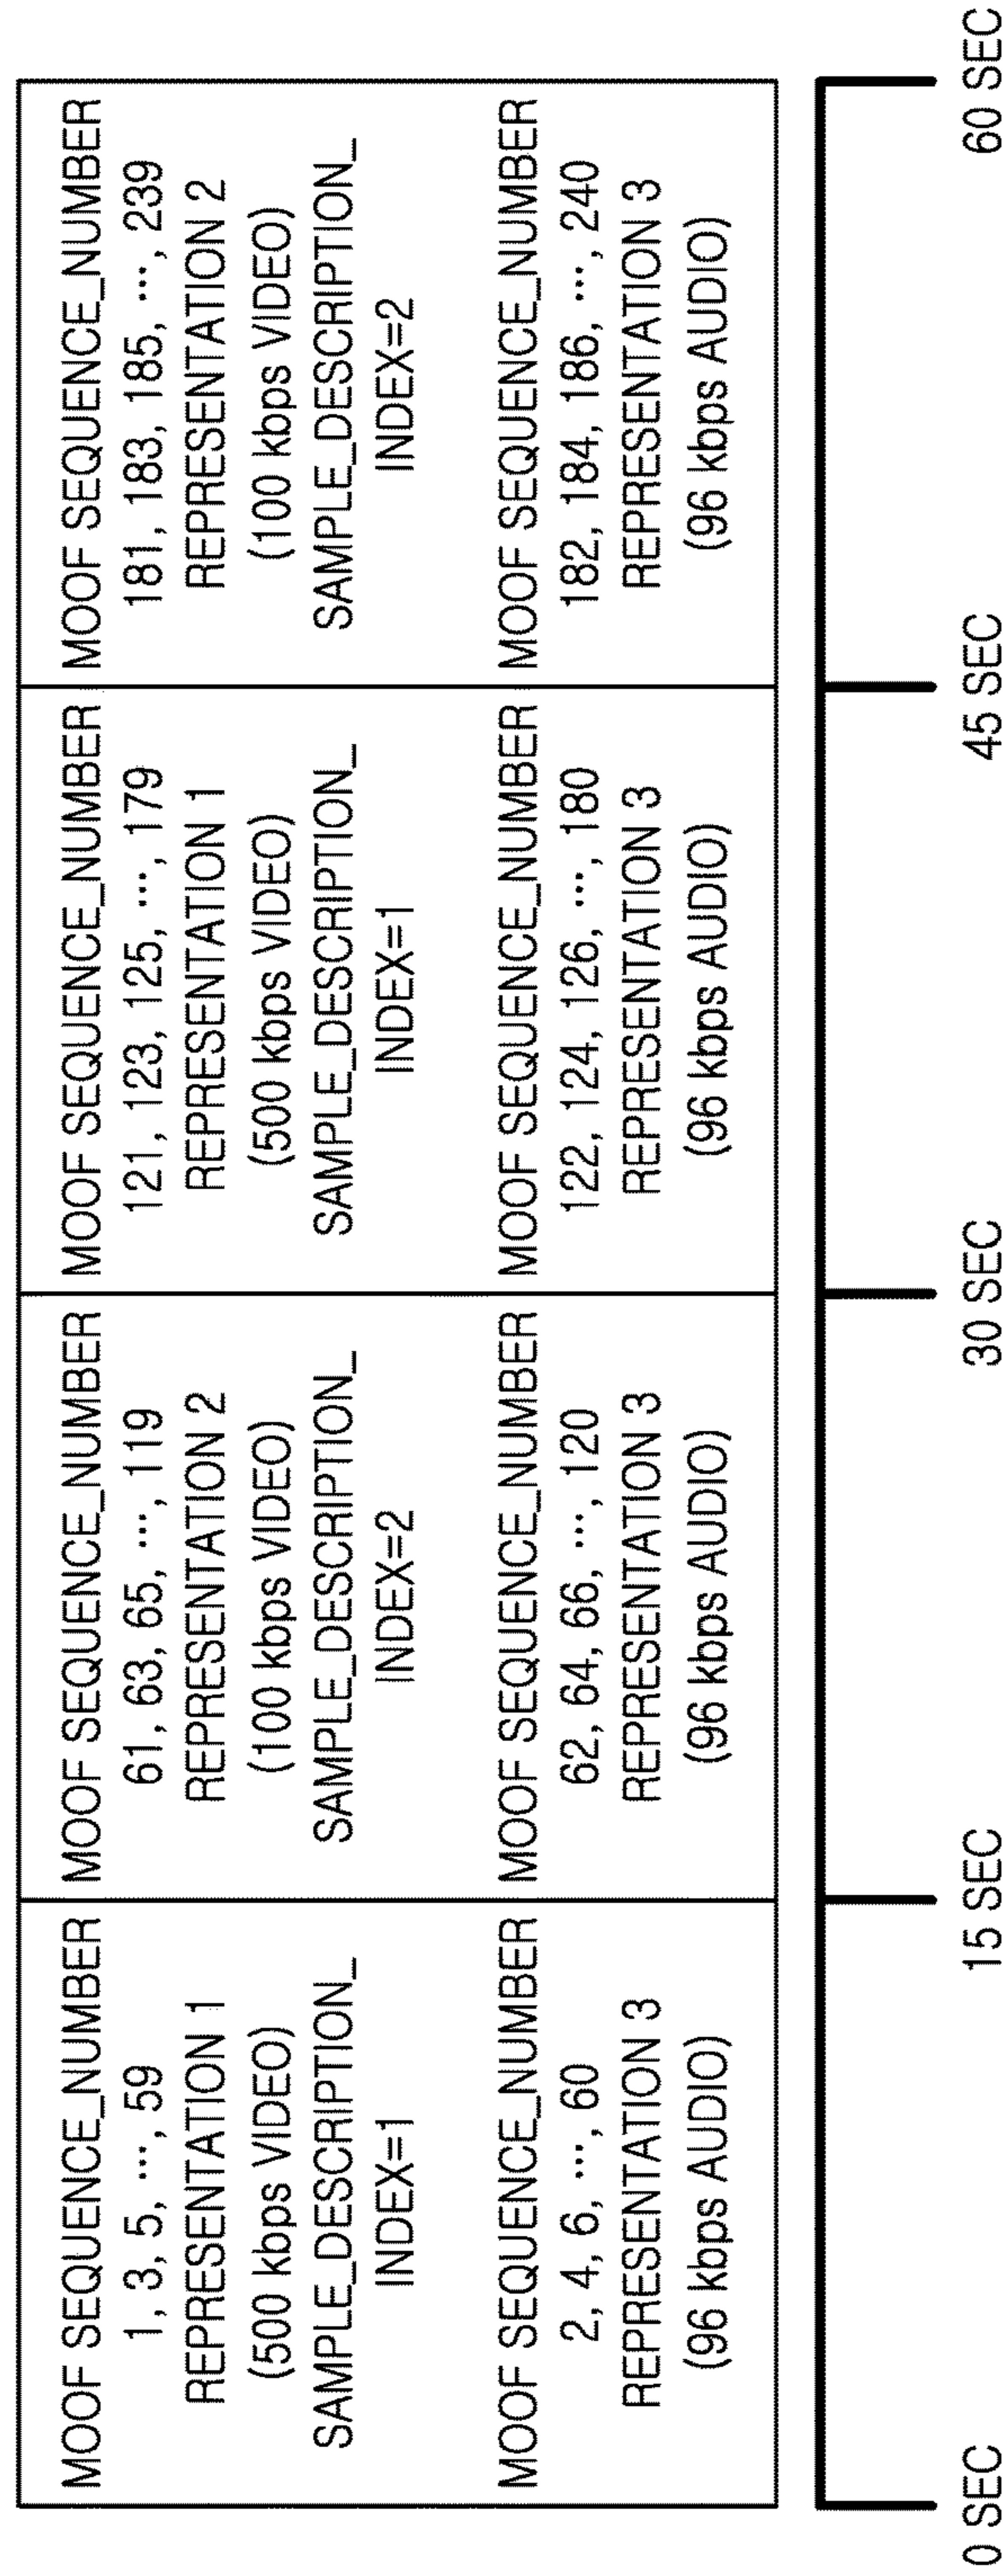 MOOF SEQUENCE_NUMBER
1, 3, 5, ···, 59
REPRESENTATION 1
(500 kbps VIDEO)
SAMPLE_DESCRIPTION_
INDEX=1
MOOF SEQUENCE_NUMBER
2, 4, 6, ···, 60
REPRESENTATION 3
(96 kbps AUDIO)
MOOF SEQUENCE_NUMBER
61, 63, 65, ···, 119
REPRESENTATION 2
(100 kbps VIDEO)
SAMPLE_DESCRIPTION_
INDEX=2
MOOF SEQUENCE_NUMBER
62, 64, 66, ···, 120
REPRESENTATION 3
(96 kbps AUDIO)
MOOF SEQUENCE_NUMBER
121, 123, 125, ···, 179
REPRESENTATION 1
(500 kbps VIDEO)
SAMPLE_DESCRIPTION_
INDEX=1
MOOF SEQUENCE_NUMBER
122, 124, 126, ···, 180
REPRESENTATION 3
(96 kbps AUDIO)
MOOF SEQUENCE_NUMBER
181, 183, 185, ···, 239
REPRESENTATION 2
(100 kbps VIDEO)
SAMPLE_DESCRIPTION_
INDEX=2
MOOF SEQUENCE_NUMBER
182, 184, 186, ···, 240
REPRESENTATION 3
(96 kbps AUDIO)
0 SEC
15 SEC
30 SEC
45 SEC
60 SEC